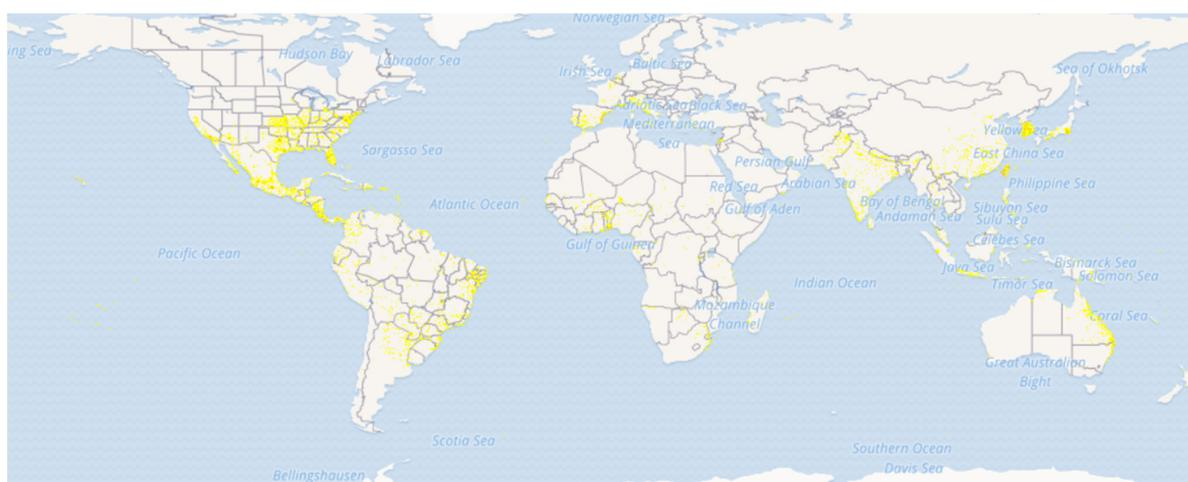 Norwegian Sea
ing Sea
Hudson Bay
Labrador Sea
Irish Sea
Baltic Sea
Sea of Okhotsk
Adriatic Sea
Black Sea
Mediterranean
Sea
Yellow Sea
Sargasso Sea
East China Sea
Persian Gulf
Red Sea
Arabian Sea
Philippine Sea
Atlantic Ocean
Gulf of Aden
Bay of Bengal
Andaman Sea
Sibuyan Sea
Sulu Sea
Gulf of Guinea
Celebes Sea
Pacific Ocean
Java Sea
Bismarck Sea
Solomon Sea
Indian Ocean
Timor Sea
Mozambique
Channel
Coral Sea
Great Australian
Bight
Scotia Sea
Southern Ocean
Davis Sea
Bellingshausen